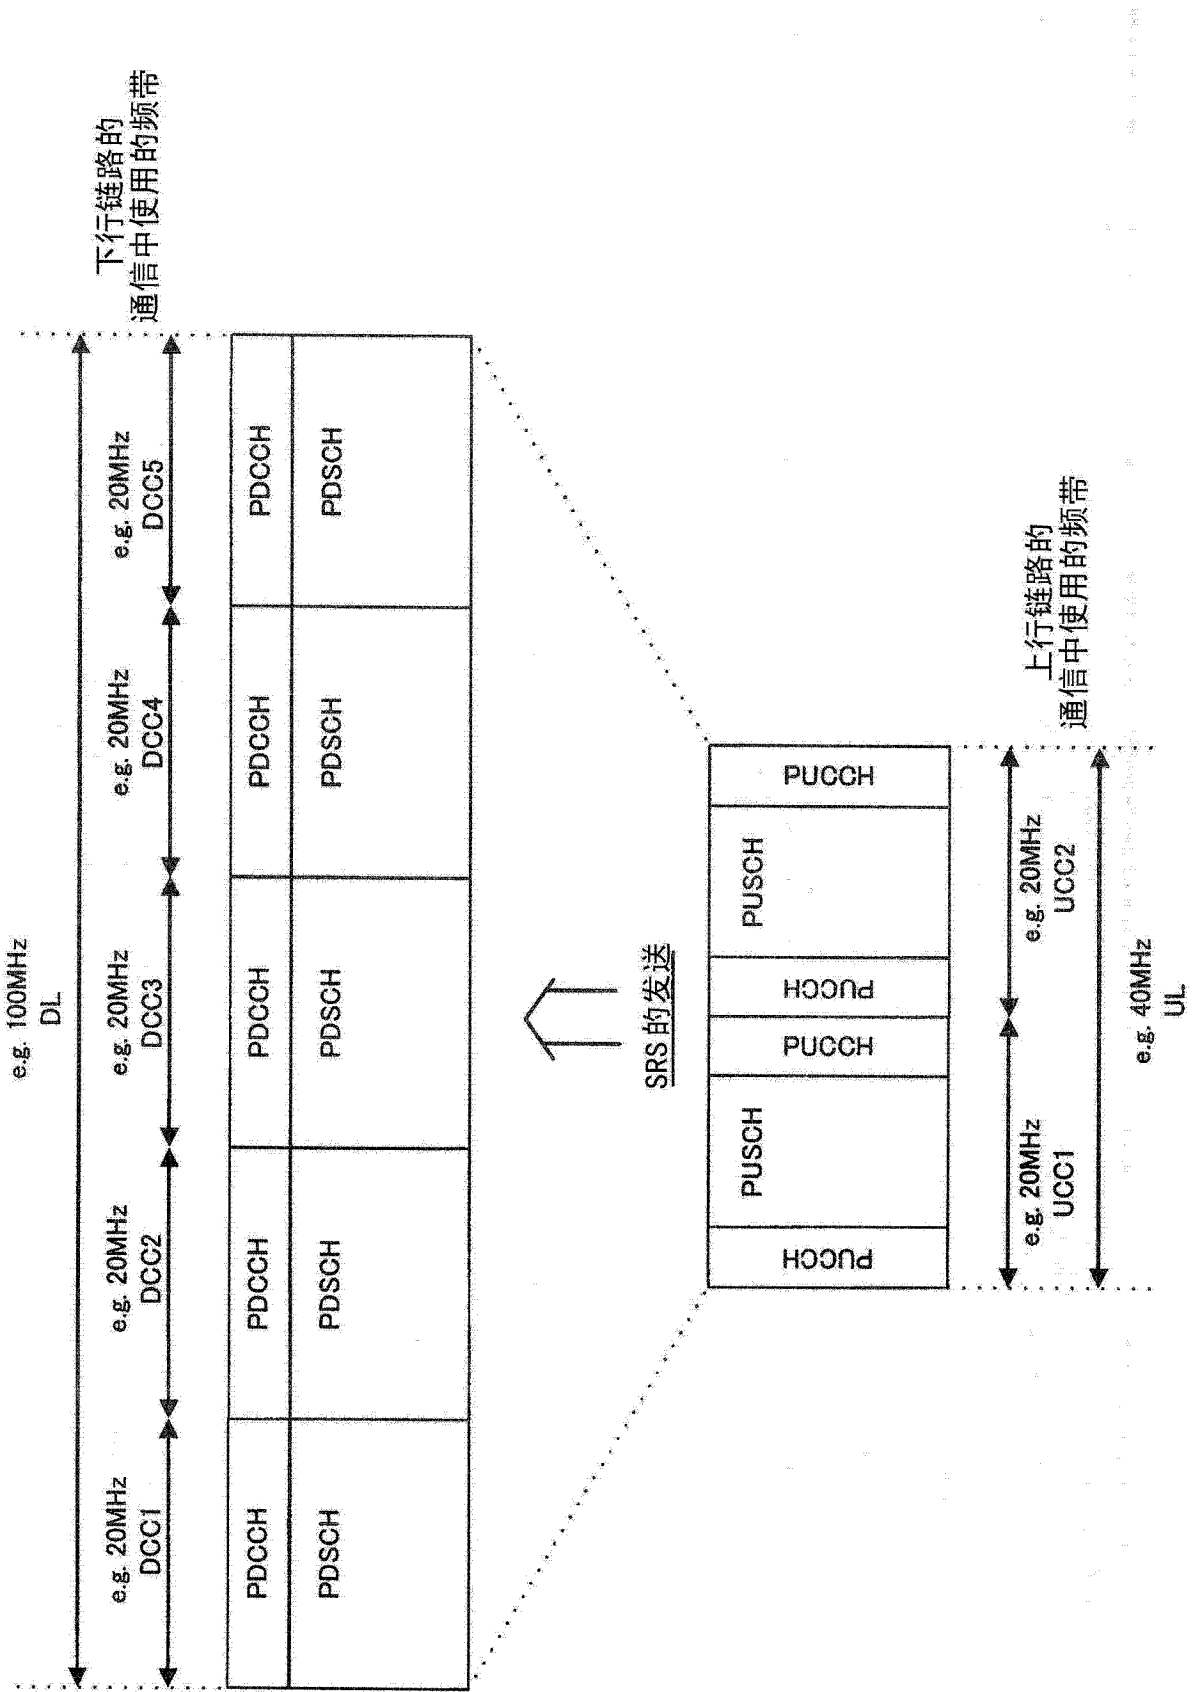 e.g. 100MHz
DL
下行链路的
通信中使用的频带
e.g. 20MHz
DCC1
e.g. 20MHz
DCC2
e.g. 20MHz
DCC3
e.g. 20MHz
DCC4
e.g. 20MHz
DCC5
PDCCH
PDCCH
PDCCH
PDCCH
PDCCH
PDSCH
PDSCH
PDSCH
PDSCH
PDSCH
SRS的发送
PUCCH
PUSCH
PUCCH
PUCCH
PUSCH
PUCCH
e.g. 20MHz
UCC1
e.g. 20MHz
UCC2
上行链路的
通信中使用的频带
e.g. 40MHz
UL